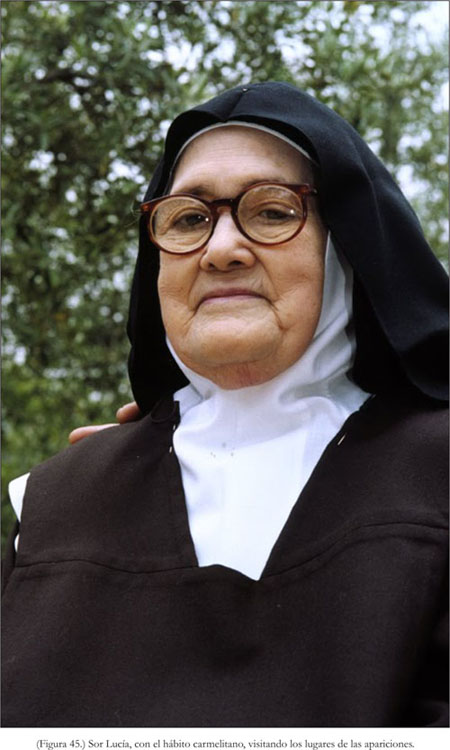 (Figura 45.) Sor Lucía, con el hábito carmelitano, visitando los lugares de las apariciones.